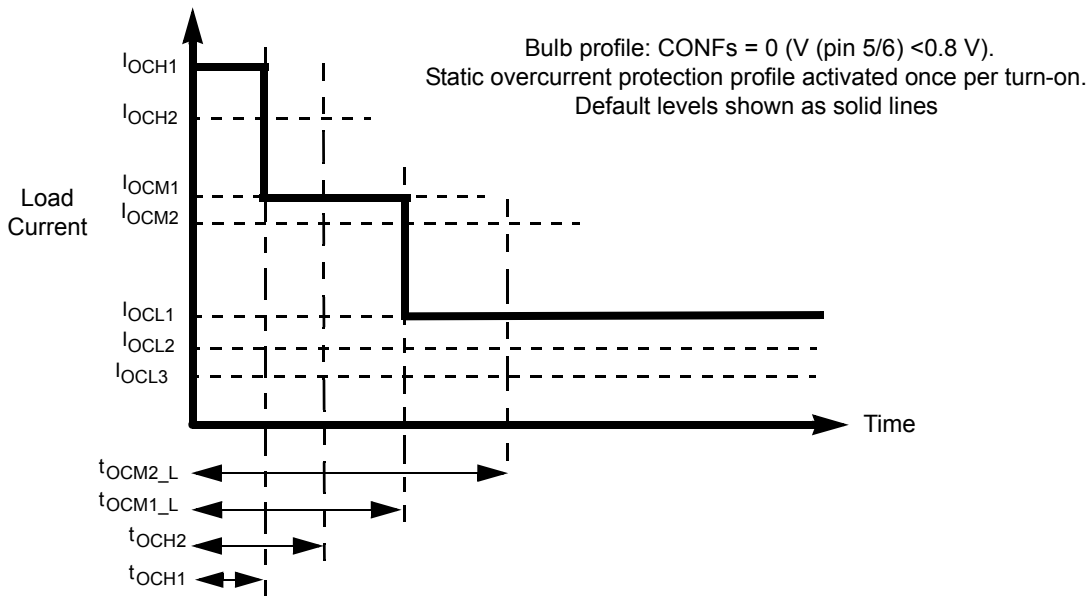 Bulb profile: CONFs = 0 (V (pin 5/6) <0.8 V).
Static overcurrent protection profile activated once per turn-on.
Default levels shown as solid lines
Load
Current
IOCH1
IOCH2
IOCM1
IOCM2
IOCL1
IOCL2
IOCL3
Time
tOCM2_L
tOCM1_L
tOCH2
tOCH1